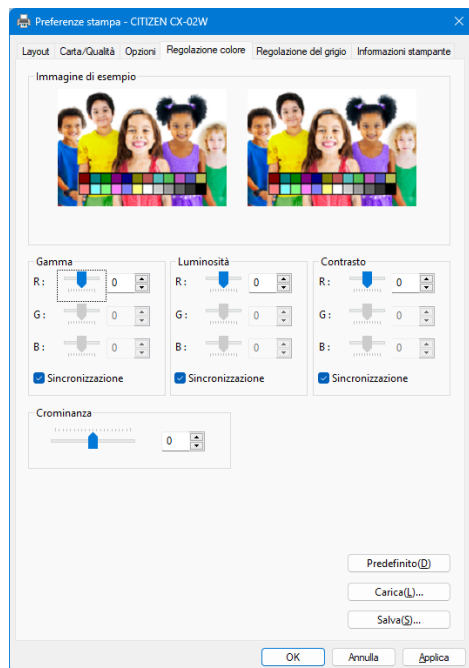 Preferenze stampa - CITIZEN CX-02W
Layout Carta/Qualità Opzioni Regolazione colore Regolazione del grigio Informazioni stampante
Immagine di esempio
Gamma Luminosità Contrasto
R : 0 R : 0 R : 0
G : 0 G : 0 G : 0
B : 0 B : 0 B : 0
Sincronizzazione Sincronizzazione Sincronizzazione
Crominanza
0
Predefinito(D)
Carica(L)...
Salva(S)...
OK Annulla Applica